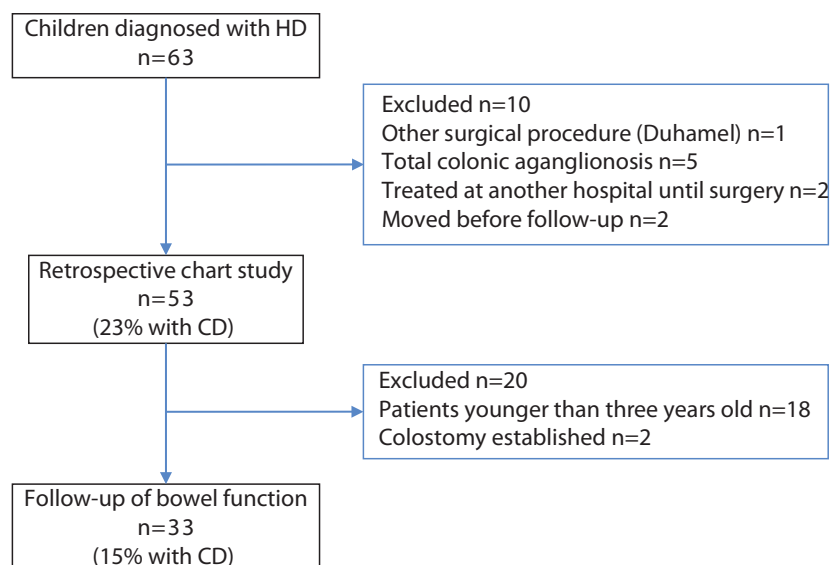 Children diagnosed with HD
n=63
Excluded n=10
Other surgical procedure (Duhamel) n=1
Total colonic aganglionosis n=5
Treated at another hospital until surgery n=2
Moved before follow-up n=2
Retrospective chart study
n=53
(23% with CD)
Excluded n=20
Patients younger than three years old n=18
Colostomy established n=2
Follow-up of bowel function
n=33
(15% with CD)